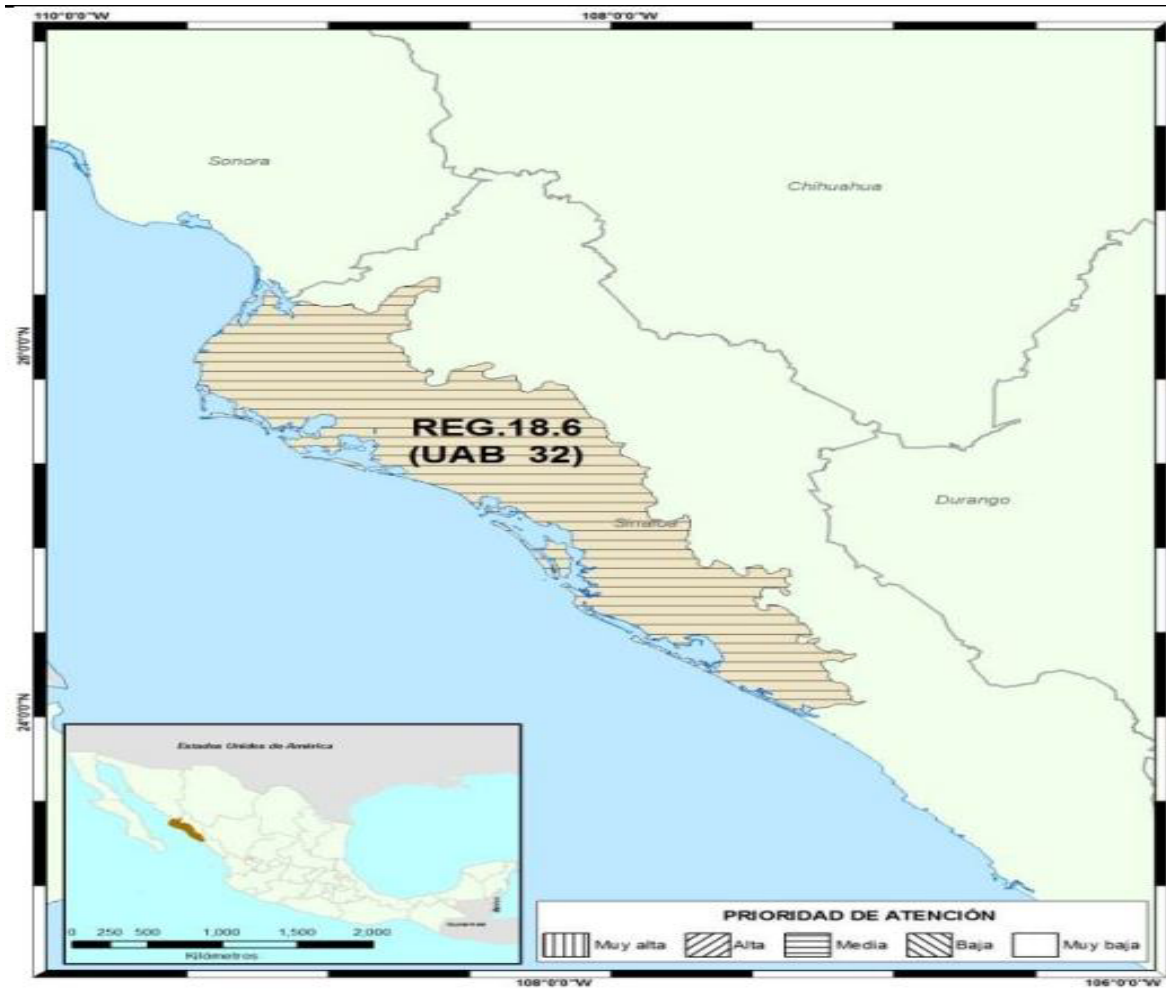 110°0'0"W
108°0'0"W
Sonora
Chihuahua
26°0'0"N
REG.18.6
(UAB 32)
Durango
Sinaloa
24°0'0"N
Estados Unidos de América
0 250 500 1,000 1,500 2,000
Kilómetros
PRIORIDAD DE ATENCIÓN
Muy alta Alta Media Baja Muy baja
108°0'0"W
106°0'0"W